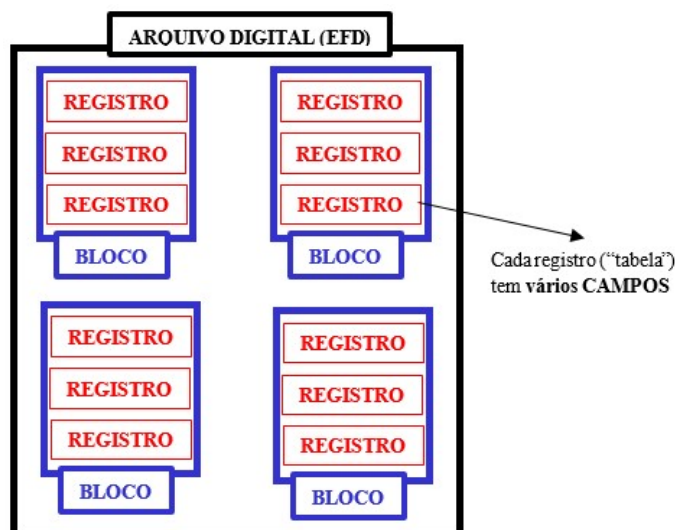 ARQUIVO DIGITAL (EFD)
REGISTRO
REGISTRO
REGISTRO
BLOCO
REGISTRO
REGISTRO
REGISTRO
BLOCO
Cada registro (“tabela”)
tem vários CAMPOS
REGISTRO
REGISTRO
REGISTRO
BLOCO
REGISTRO
REGISTRO
REGISTRO
BLOCO